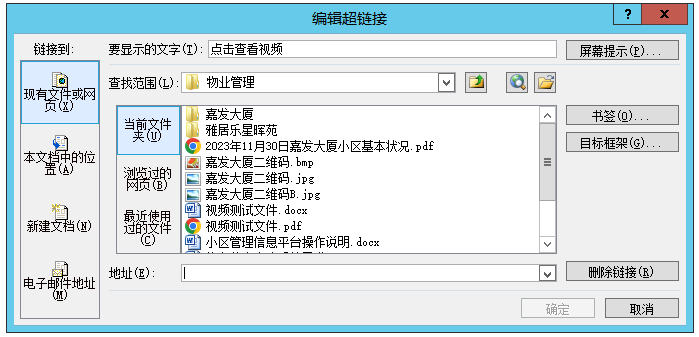 编辑超链接
? x
链接到:
要显示的文字(T): 点击查看视频
屏幕提示(P)...
现有文件或网
页(X)
查找范围(L): 物业管理
当前文件
夹(U)
嘉发大厦
雅居乐星晖苑
2023年11月30日嘉发大厦小区基本状况.pdf
嘉发大厦二维码.bmp
嘉发大厦二维码.jpg
嘉发大厦二维码B.jpg
视频测试文件.docx
视频测试文件.pdf
小区管理信息平台操作说明.docx
书签(O)...
目标框架(G)...
本文档中的位
置(A)
浏览过的
网页(B)
最近使用
过的文件
(C)
新建文档(N)
电子邮件地址
(M)
地址(E):
删除链接(R)
确定
取消